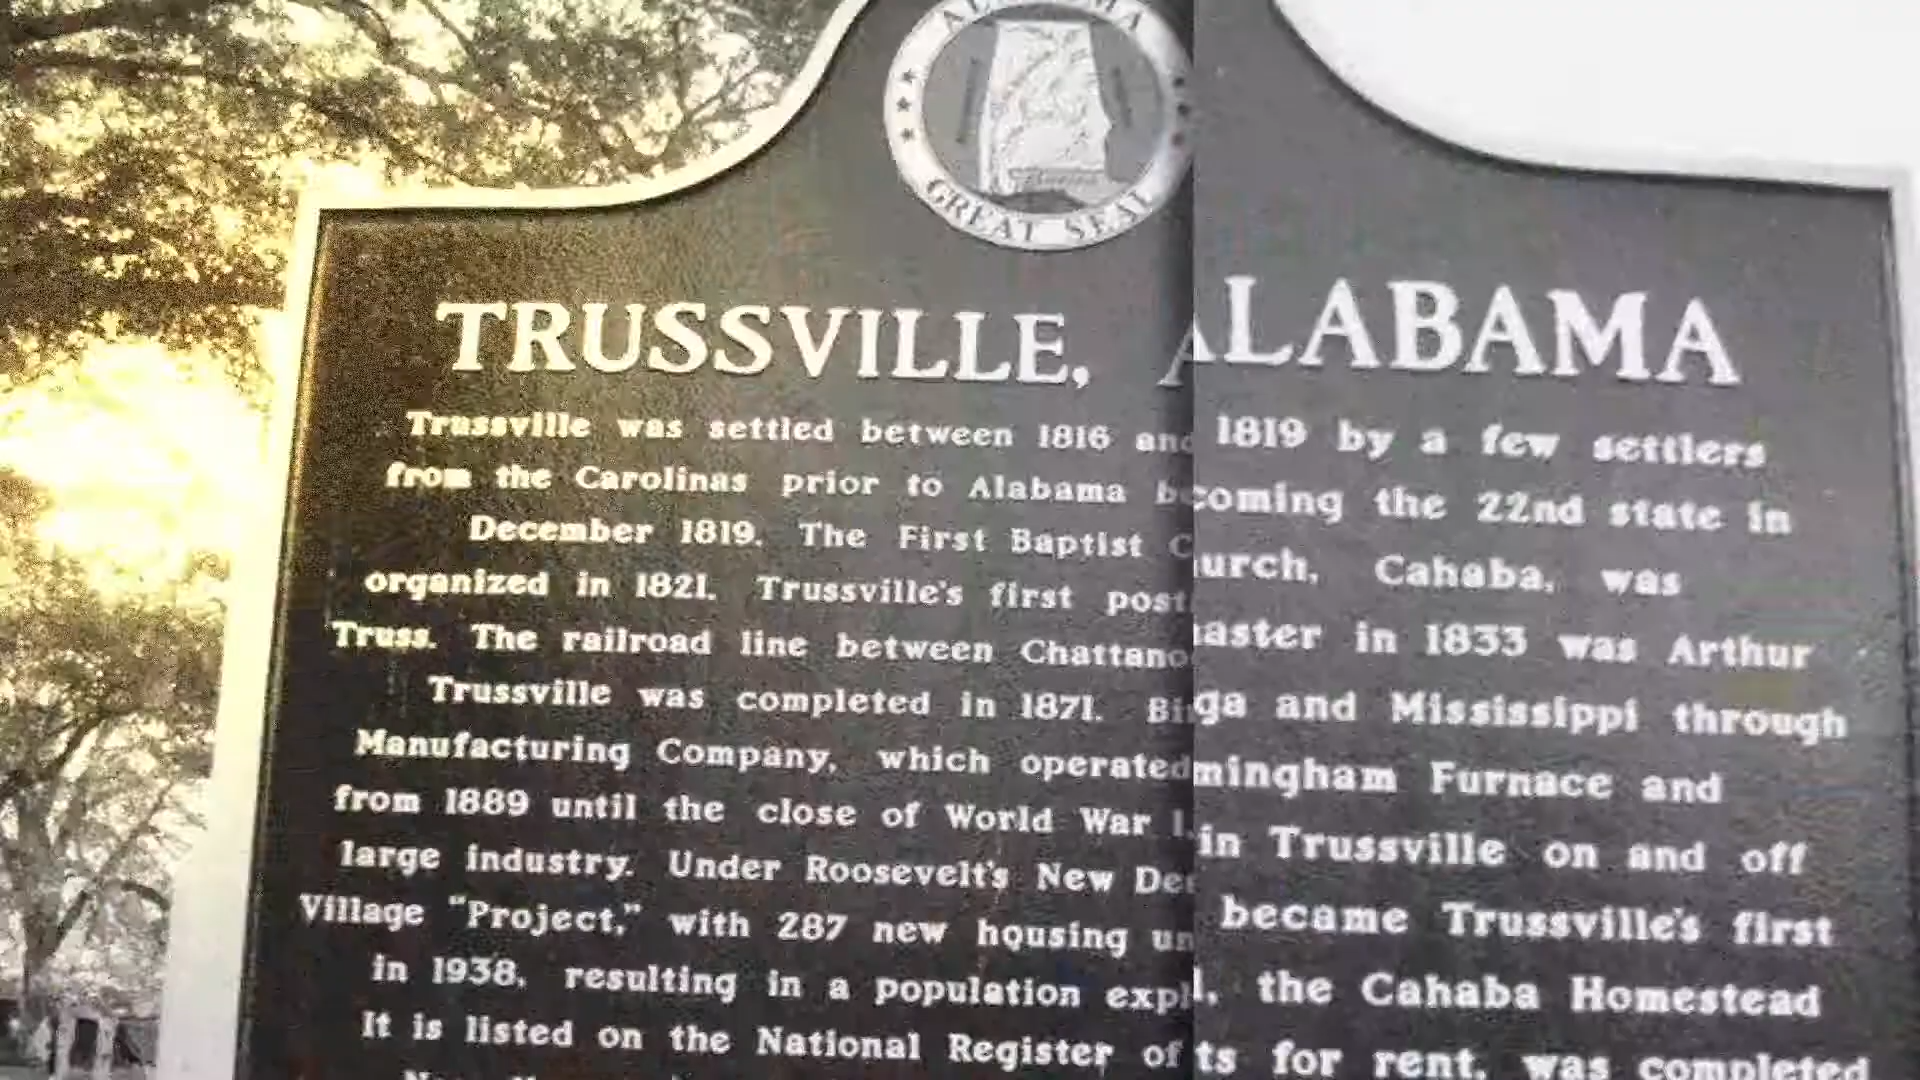 ALABAMA
GREAT SEAL
TRUSSVILLE, ALABAMA
Trussville was settled between 1816 and 1819 by a few settlers
from the Carolinas prior to Alabama becoming the 22nd state in
December 1819. The First Baptist Church, Cahaba, was
organized in 1821. Trussville's first postmaster in 1833 was Arthur
Truss. The railroad line between Chattanooga and Mississippi through
Trussville was completed in 1871. Birmingham Furnace and
Manufacturing Company, which operated in Trussville on and off
from 1889 until the close of World War I, became Trussville's first
large industry. Under Roosevelt's New Deal, the Cahaba Homestead
Village "Project," with 287 new housing units for rent, was completed
in 1938, resulting in a population expl
It is listed on the National Register of